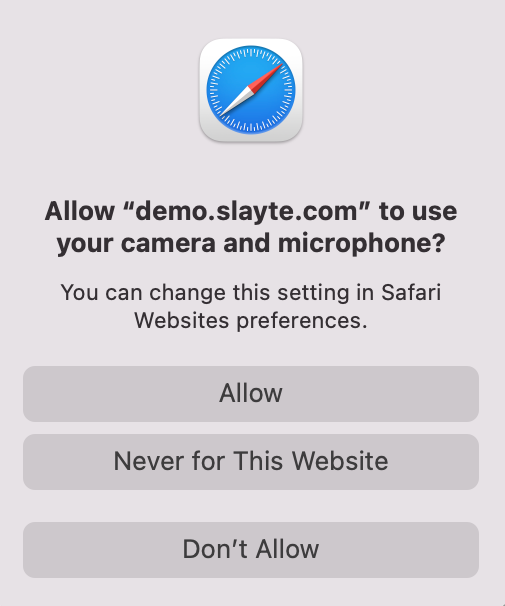 Allow “demo.slayte.com” to use
your camera and microphone?
You can change this setting in Safari
Websites preferences.
Allow
Never for This Website
Don’t Allow